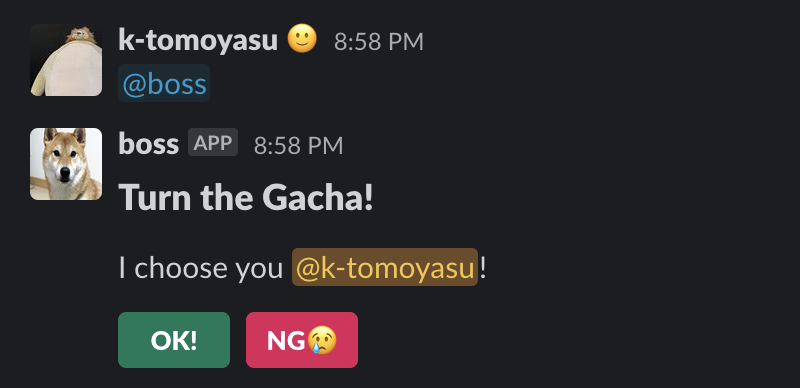 k-tomoyasu 🙂 8:58 PM
@boss
boss APP 8:58 PM
Turn the Gacha!
I choose you @k-tomoyasu!
OK! NG😢